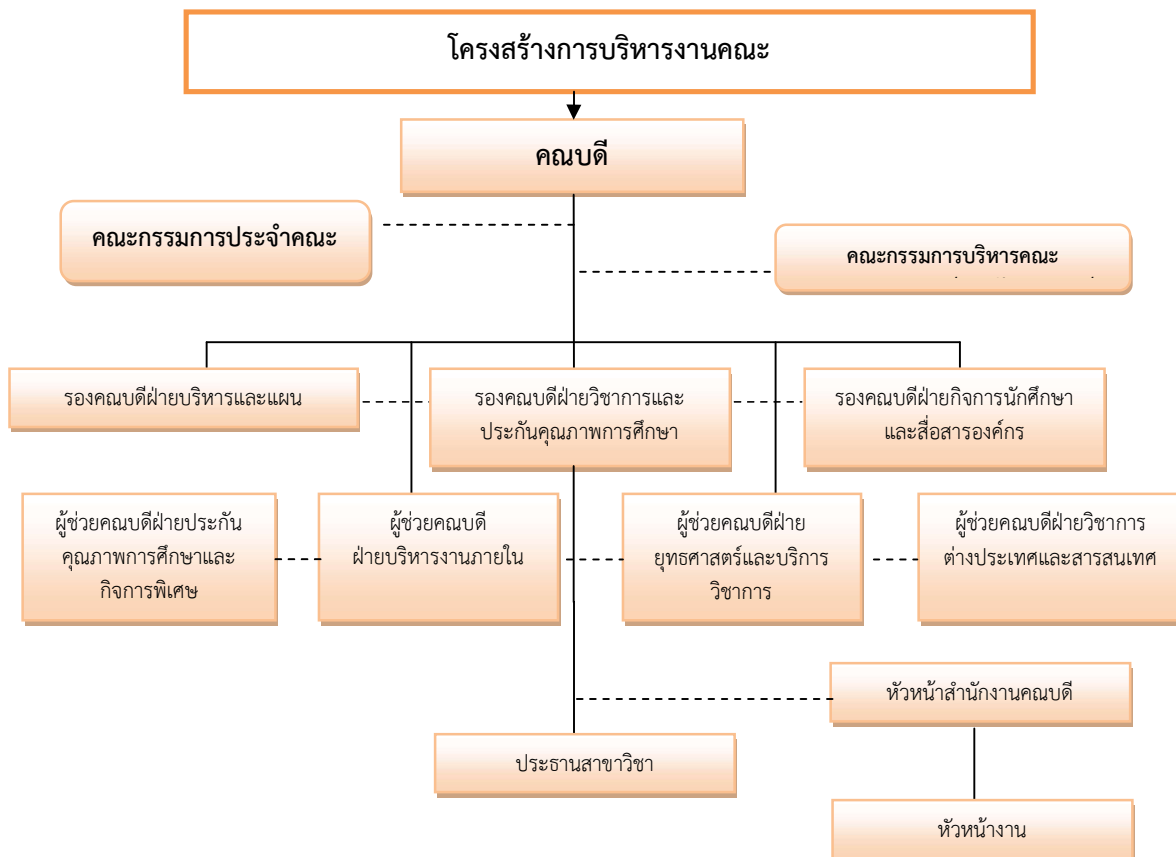 โครงสร้างการบริหารงานคณะ
คณบดี
คณะกรรมการประจำคณะ
คณะกรรมการบริหารคณะ
รองคณบดีฝ่ายบริหารและแผน
รองคณบดีฝ่ายวิชาการและ
ประกันคุณภาพการศึกษา
รองคณบดีฝ่ายกิจการนักศึกษา
และสื่อสารองค์กร
ผู้ช่วยคณบดีฝ่ายประกัน
คุณภาพการศึกษาและ
กิจการพิเศษ
ผู้ช่วยคณบดี
ฝ่ายบริหารงานภายใน
ผู้ช่วยคณบดีฝ่าย
ยุทธศาสตร์และบริการ
วิชาการ
ผู้ช่วยคณบดีฝ่ายวิชาการ
ต่างประเทศและสารสนเทศ
หัวหน้าสำนักงานคณบดี
ประธานสาขาวิชา
หัวหน้างาน